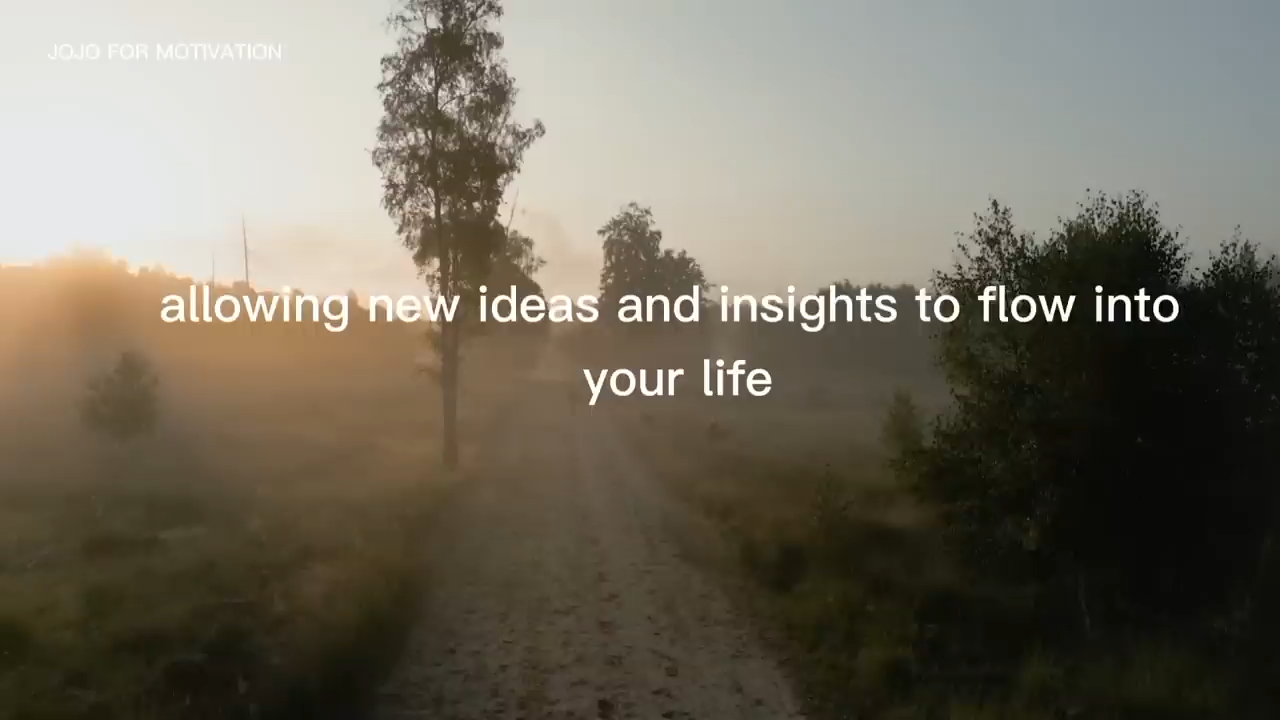 JOJO FOR MOTIVATION
allowing new ideas and insights to flow into
your life